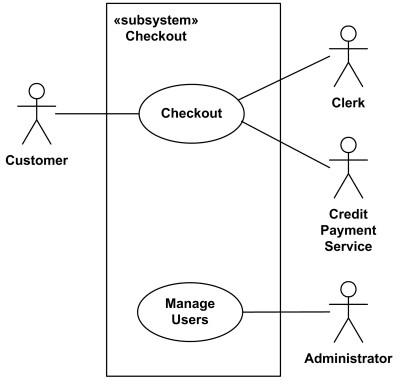 «subsystem»
Checkout
Checkout
Customer
Clerk
Credit
Payment
Service
Manage
Users
Administrator